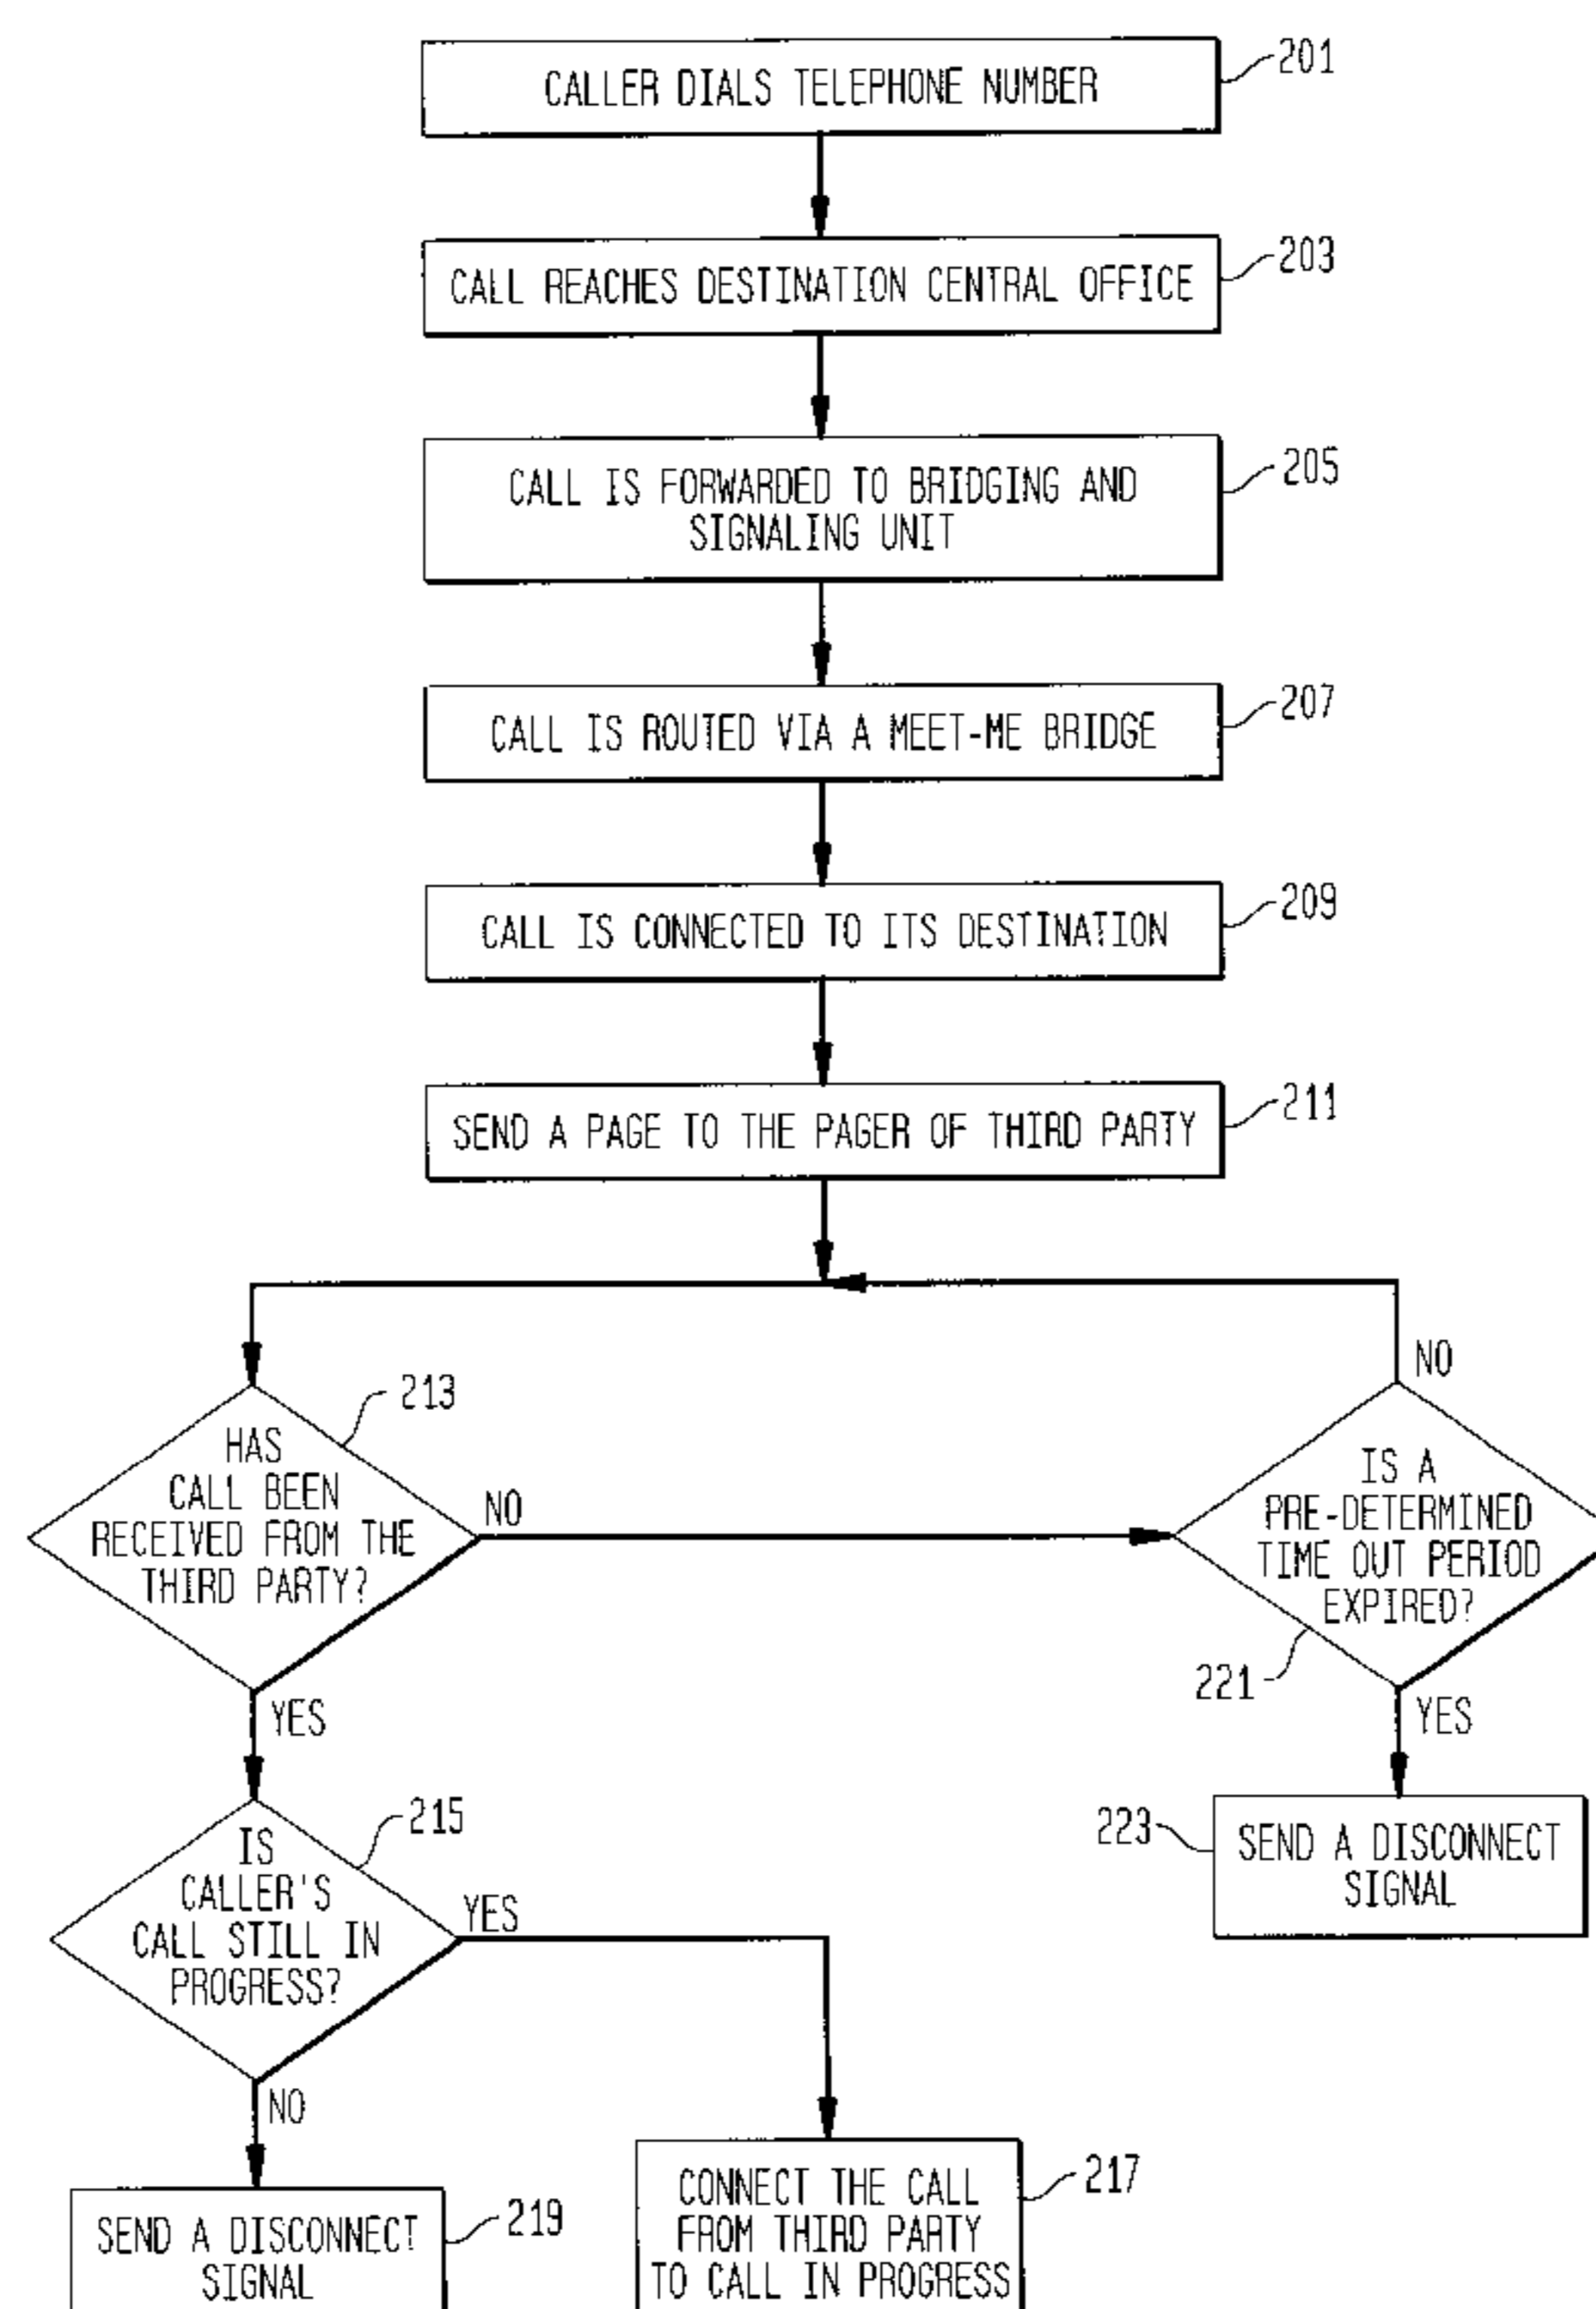 CALLER DIALS TELEPHONE NUMBER
201
CALL REACHES DESTINATION CENTRAL OFFICE
203
CALL IS FORWARDED TO BRIDGING AND
SIGNALING UNIT
205
CALL IS ROUTED VIA A MEET-ME BRIDGE
207
CALL IS CONNECTED TO ITS DESTINATION
209
SEND A PAGE TO THE PAGER OF THIRD PARTY
211
213
HAS
CALL BEEN
RECEIVED FROM THE
THIRD PARTY?
NO
YES
NO
IS A
PRE-DETERMINED
TIME OUT PERIOD
EXPIRED?
221
YES
223
SEND A DISCONNECT
SIGNAL
215
IS
CALLER'S
CALL STILL IN
PROGRESS?
YES
NO
SEND A DISCONNECT
SIGNAL
219
CONNECT THE CALL
FROM THIRD PARTY
TO CALL IN PROGRESS
217